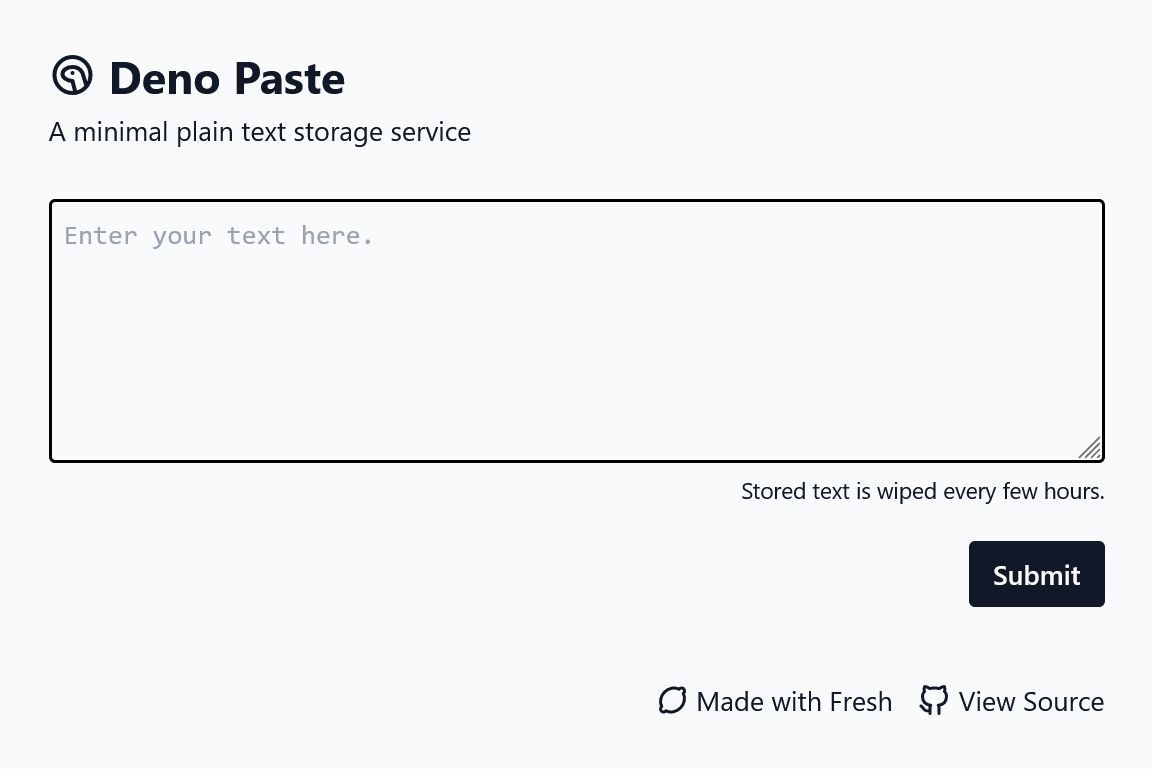 Deno Paste
A minimal plain text storage service
Enter your text here.
Stored text is wiped every few hours.
Submit
Made with Fresh View Source